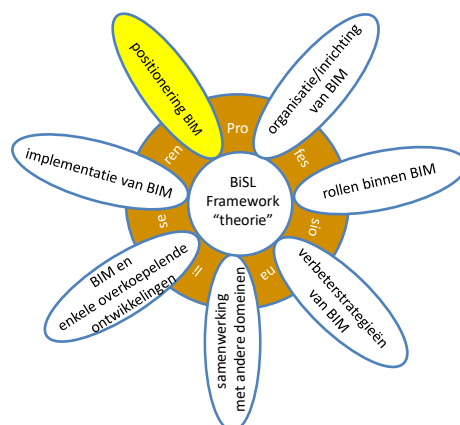 positionering BIM
organisatie/inrichting
van BIM
rollen binnen BIM
verbeterstrategieën
van BIM
samenwerking
met andere domeinen
BIM en
enkele overkoepelende
ontwikkelingen
implementatie van BIM
Pro
fes
sio
na
li
se
ren
BiSL
Framework
“theorie”